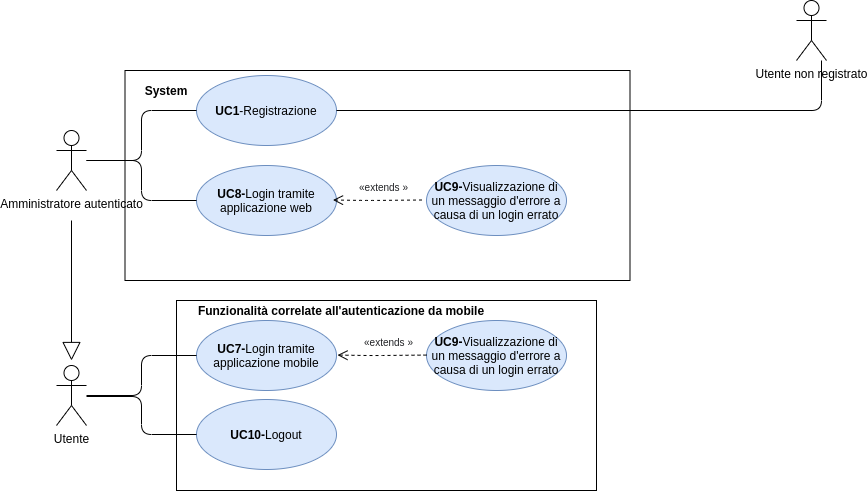 Utente non registrato
System
UC1-Registrazione
Amministratore autenticato
UC8-Login tramite
applicazione web
«extends »
UC9-Visualizzazione di
un messaggio d'errore a
causa di un login errato
Funzionalità correlate all'autenticazione da mobile
UC7-Login tramite
applicazione mobile
«extends »
UC9-Visualizzazione di
un messaggio d'errore a
causa di un login errato
Utente
UC10-Logout